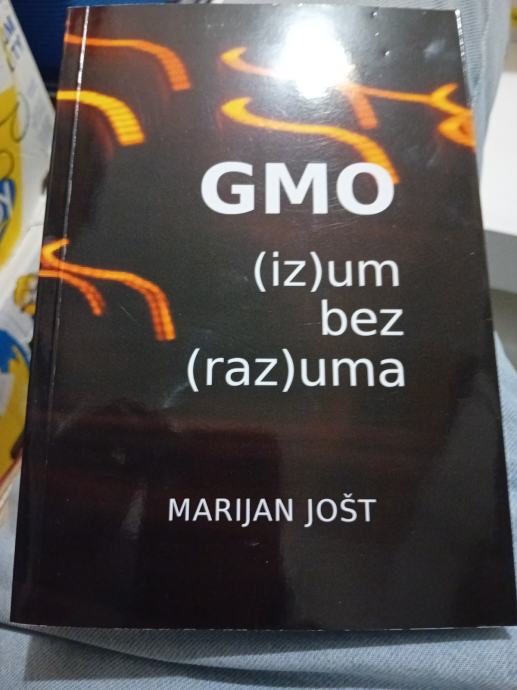 GMO
(iz)um
bez
(raz)uma
MARIJAN JOŠT